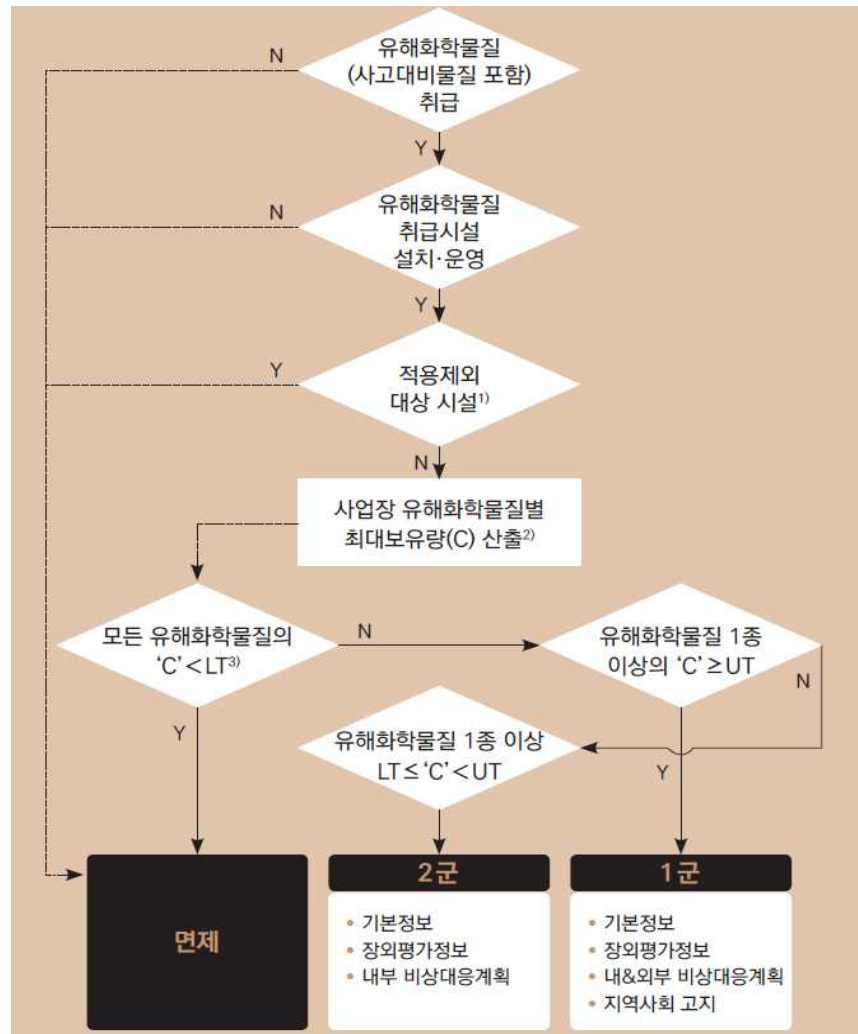 유해화학물질
(사고대비물질 포함)
취급
N
Y
유해화학물질
취급시설
설치·운영
N
Y
적용제외
대상 시설1)
Y
N
사업장 유해화학물질별
최대보유량(C) 산출2)
모든 유해화학물질의
‘C’<LT3)
N
유해화학물질 1종
이상의 ‘C’≥UT
N
Y
유해화학물질 1종 이상
LT≤‘C’<UT
Y
면제
2군
• 기본정보
• 장외평가정보
• 내부 비상대응계획
1군
• 기본정보
• 장외평가정보
• 내&외부 비상대응계획
• 지역사회 고지